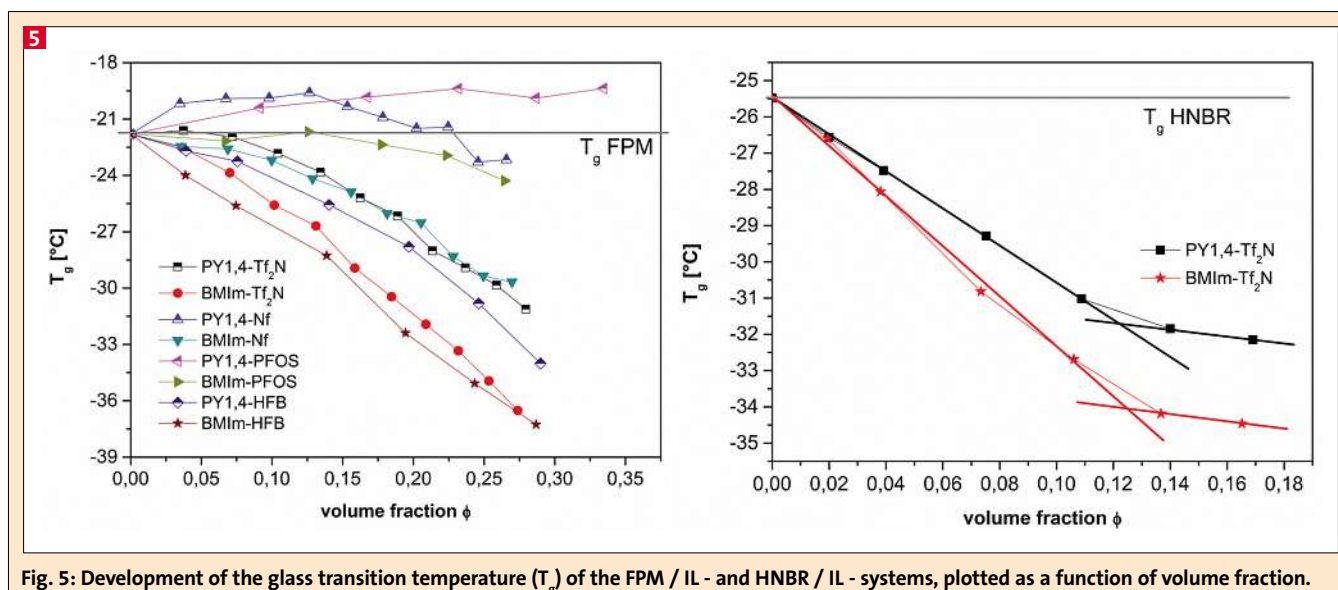 5
-18
-21
-24
-27
-30
-33
-36
-39
T_g [°C]
T_g FPM
PY1,4-Tf₂N
BMIm-Tf₂N
PY1,4-Nf
BMIm-Nf
PY1,4-PFOS
BMIm-PFOS
PY1,4-HFB
BMIm-HFB
0,00 0,05 0,10 0,15 0,20 0,25 0,30 0,35
volume fraction ϕ
-25
-26
-27
-28
-29
-30
-31
-32
-33
-34
-35
T_g [°C]
T_g HNBR
PY1,4-Tf₂N
BMIm-Tf₂N
0,00 0,02 0,04 0,06 0,08 0,10 0,12 0,14 0,16 0,18
volume fraction ϕ
Fig. 5: Development of the glass transition temperature (T_g) of the FPM / IL - and HNBR / IL - systems, plotted as a function of volume fraction.